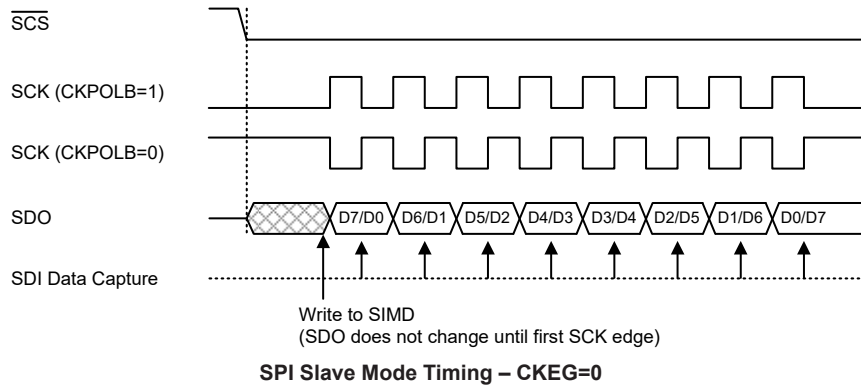 SCS
SCK (CKPOLB=1)
SCK (CKPOLB=0)
SDO
D7/D0 D6/D1 D5/D2 D4/D3 D3/D4 D2/D5 D1/D6 D0/D7
SDI Data Capture
Write to SIMD
(SDO does not change until first SCK edge)
SPI Slave Mode Timing – CKEG=0